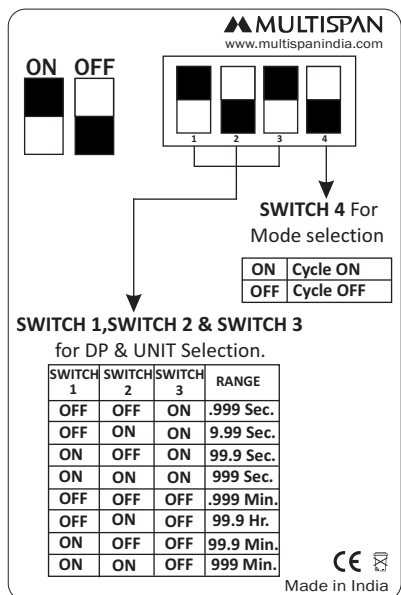 MULTISPAN
www.multispanindia.com
ON OFF
1 2 3 4
SWITCH 4 For
Mode selection
ON Cycle ON
OFF Cycle OFF
SWITCH 1,SWITCH 2 & SWITCH 3
for DP & UNIT Selection.
SWITCH 1 SWITCH 2 SWITCH 3 RANGE
OFF OFF ON .999 Sec.
OFF ON ON 9.99 Sec.
ON OFF ON 99.9 Sec.
ON ON ON 999 Sec.
OFF OFF OFF .999 Min.
OFF ON OFF 99.9 Hr.
ON OFF OFF 99.9 Min.
ON ON OFF 999 Min.
CE
Made in India